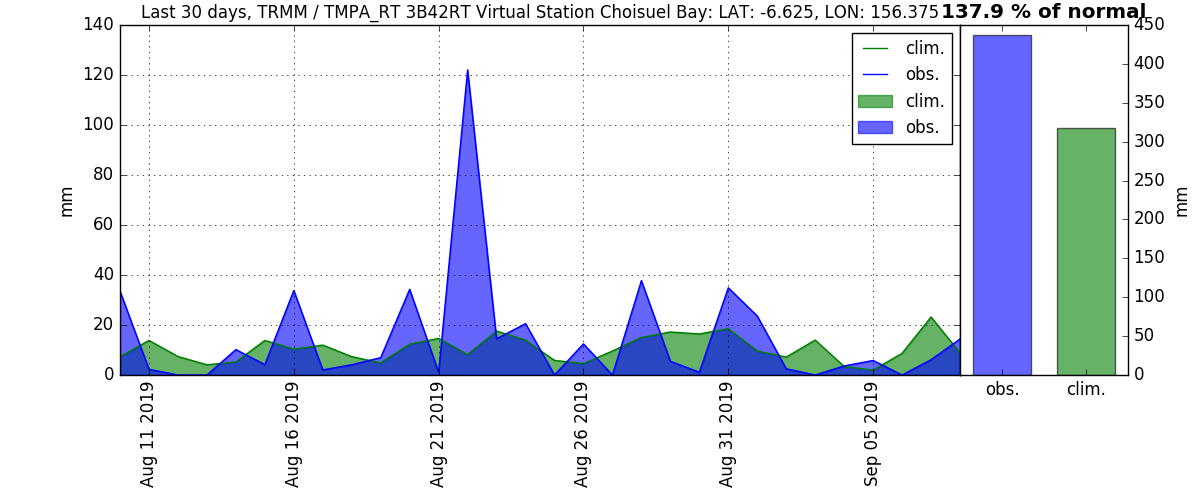 Last 30 days, TRMM / TMPA_RT 3B42RT Virtual Station Choisuel Bay: LAT: -6.625, LON: 156.375
137.9 % of normal
140
120
100
80
60
40
20
0
mm
clim.
obs.
clim.
obs.
Aug 11 2019
Aug 16 2019
Aug 21 2019
Aug 26 2019
Aug 31 2019
Sep 05 2019
450
400
350
300
250
200
150
100
50
0
mm
obs.
clim.